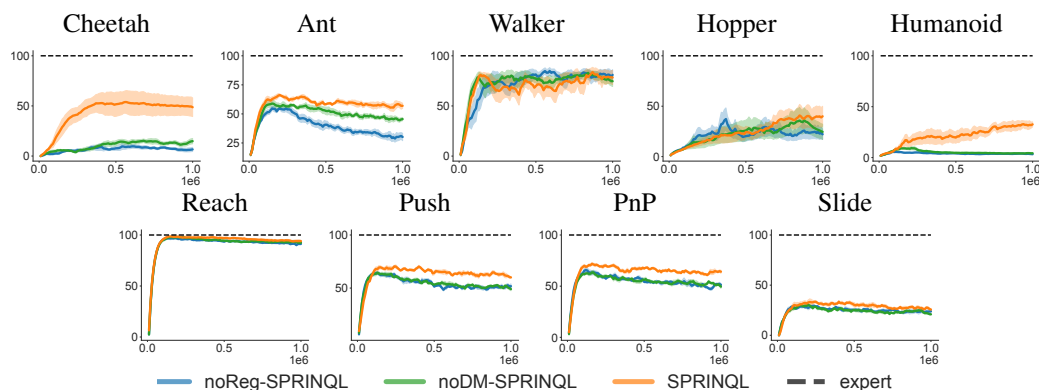 Cheetah Ant Walker Hopper Humanoid
100 100 100 100 100
75
50 50 50 50 50
25
0 0 0 0
0.0 0.5 1.0 0.0 0.5 1.0 0.0 0.5 1.0 0.0 0.5 1.0 0.0 0.5 1.0
1e6 1e6 1e6 1e6 1e6
Reach Push PnP Slide
100 100 100 100
50 50 50
0 0
0.0 0.5 1.0 0.0 0.5 1.0 0.0 0.5 1.0 0.0 0.5 1.0
1e6 1e6 1e6 1e6
noReg-SPRINQL noDM-SPRINQL SPRINQL expert